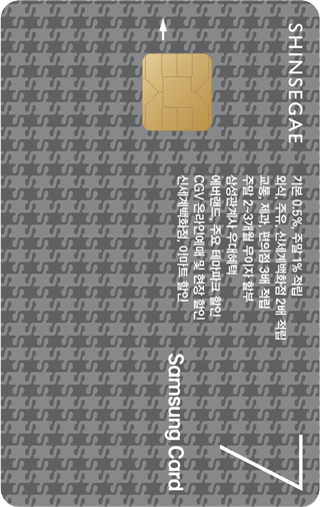 SHINSEGAE
기본 0.5%, 주말 1% 적립
외식, 주유, 신세계백화점 2배 적립
교통, 제과, 편의점 3배 적립
주말 2~3개월 무이자 할부
삼성관계사 우대혜택
에버랜드, 주요 테마파크 할인
CGV 온라인예매 및 현장 할인
신세계백화점, 이마트 할인
Samsung Card
7